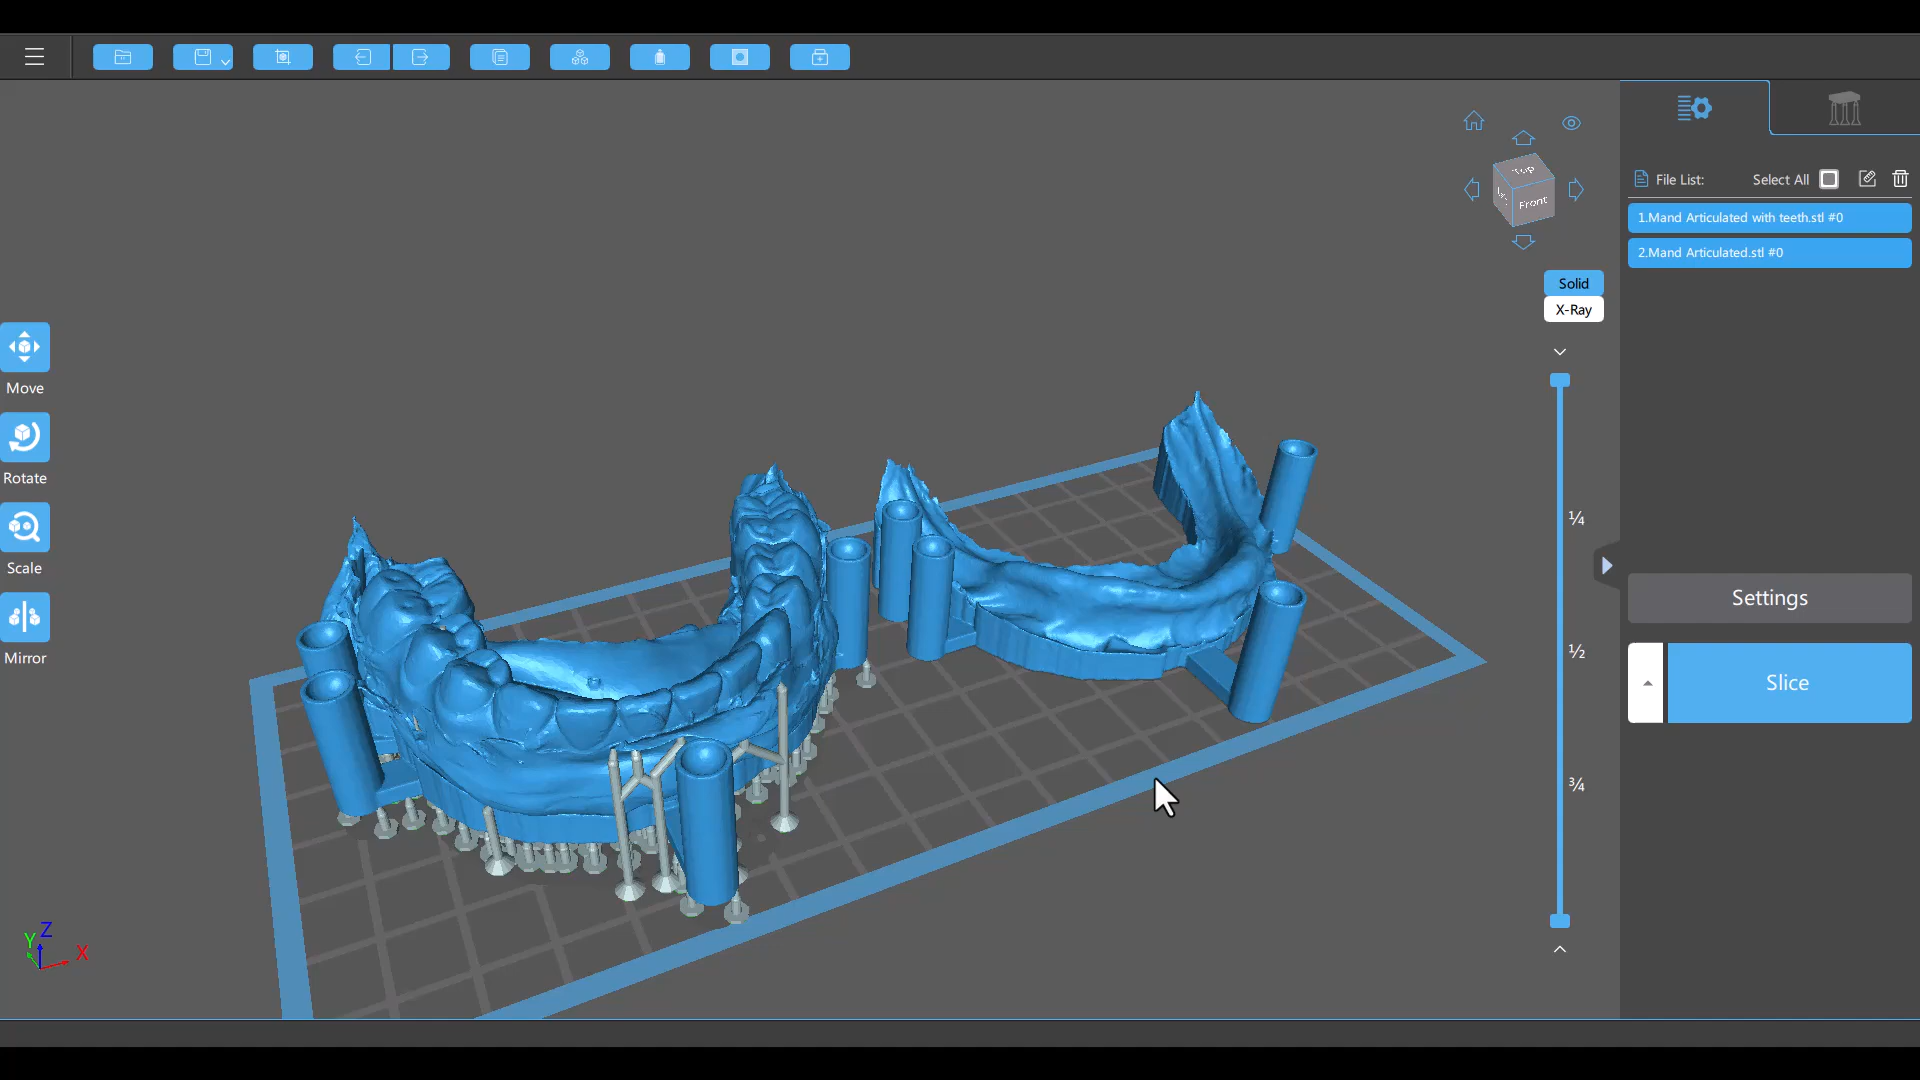 File List:
Select All
1.Mand Articulated with teeth.stl #0
2.Mand Articulated.stl #0
Top
Front
Solid
X-Ray
Move
Rotate
Scale
Mirror
¼
½
¾
Settings
Slice
Z
Y
X